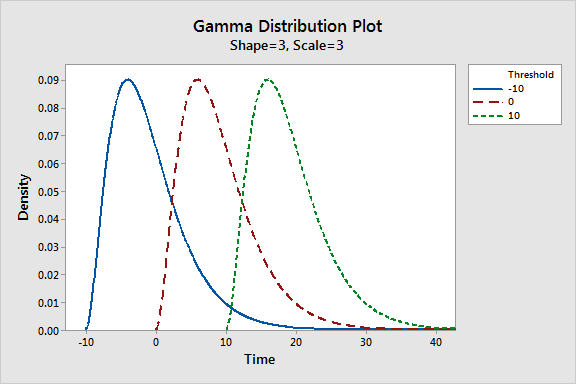 Gamma Distribution Plot
Shape=3, Scale=3
Threshold
-10
0
10
Density
0.09
0.08
0.07
0.06
0.05
0.04
0.03
0.02
0.01
0.00
-10 0 10 20 30 40
Time